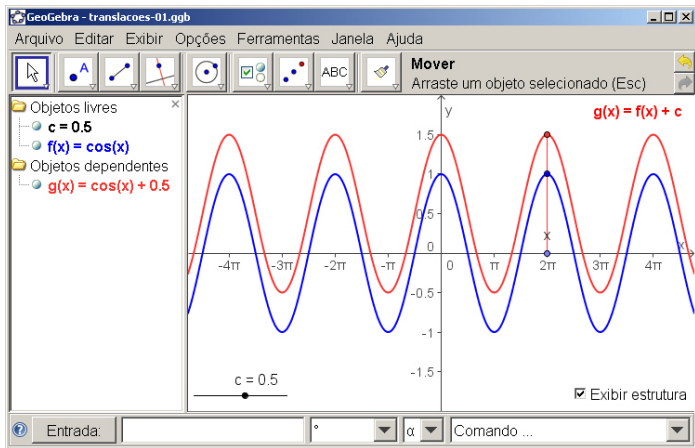 GeoGebra - translacoes-01.ggb
Arquivo Editar Exibir Opções Ferramentas Janela Ajuda
A
ABC
Mover
Arraste um objeto selecionado (Esc)
Objetos livres
c = 0.5
f(x) = cos(x)
Objetos dependentes
g(x) = cos(x) + 0.5
y
g(x) = f(x) + c
1.5
1
0.5
x
0
x
-4π -3π -2π -π 0 π 2π 3π 4π
-0.5
-1
-1.5
c = 0.5
Exibir estrutura
Entrada: ° α Comando ...